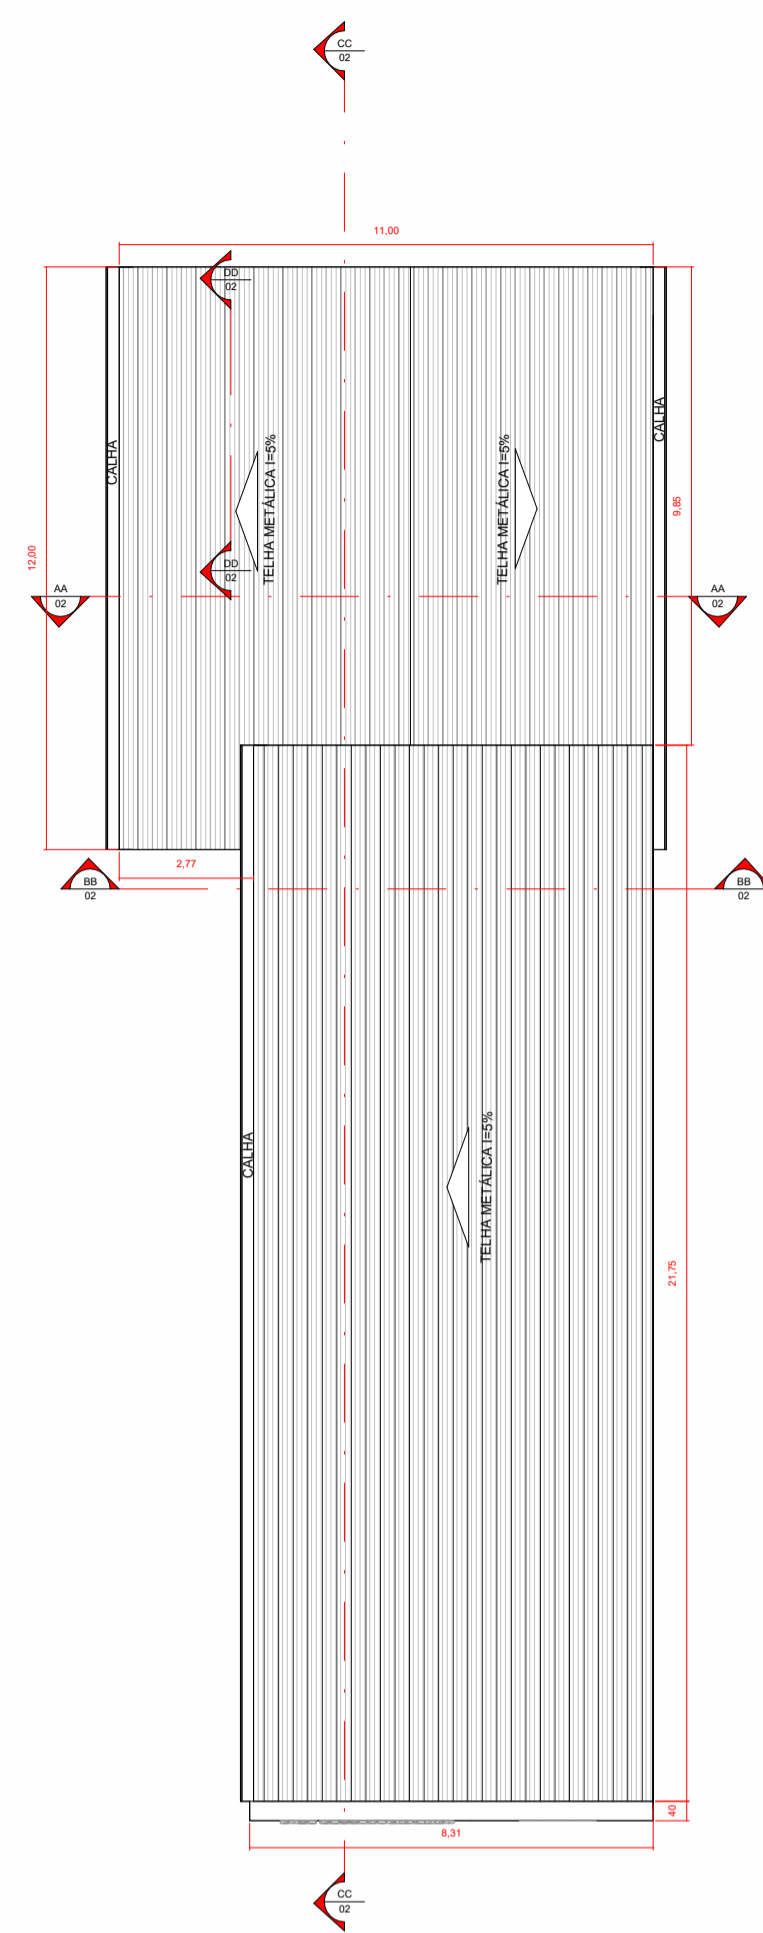 CC
02
11,00
DD
02
CALHA
CALHA
TELHA METÁLICA I=5%
TELHA METÁLICA I=5%
9,85
12,00
DD
02
AA
02
AA
02
2,77
BB
02
BB
02
CALHA
TELHA METÁLICA I=5%
21,75
40
8,31
CC
02